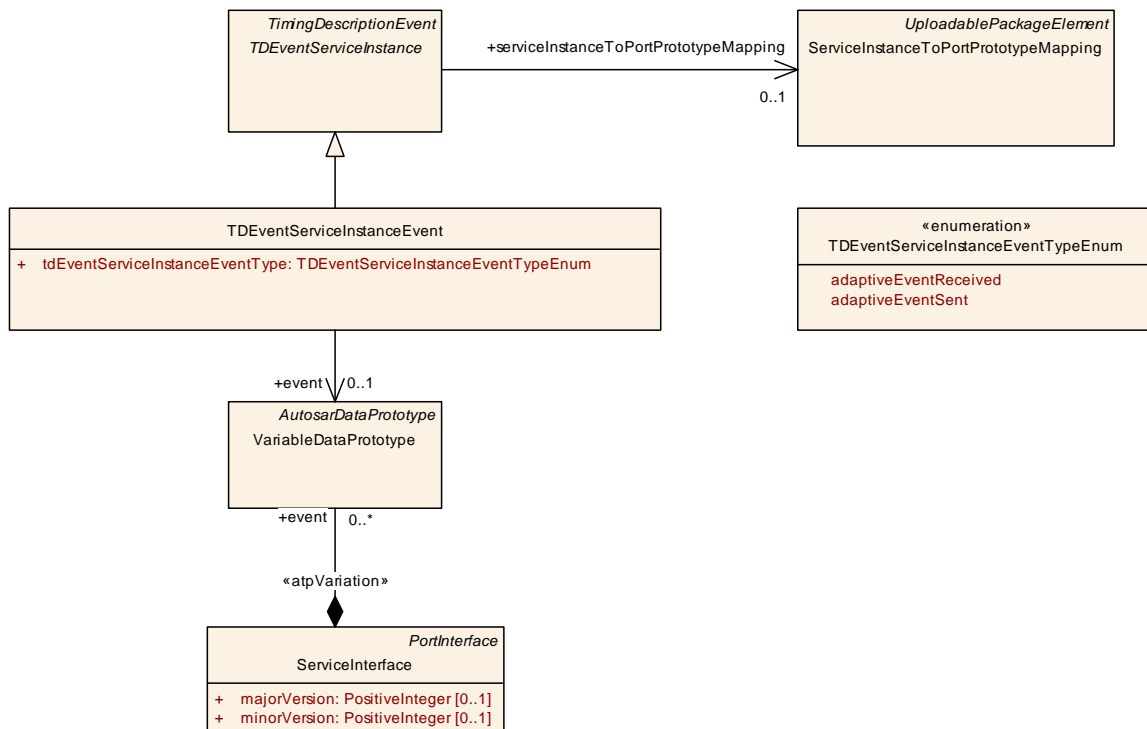 TimingDescriptionEvent
TDEventServiceInstance
+serviceInstanceToPortPrototypeMapping
0..1
UploadablePackageElement
ServiceInstanceToPortPrototypeMapping
TDEventServiceInstanceEvent
+ tdEventServiceInstanceEventType: TDEventServiceInstanceEventTypeEnum
«enumeration»
TDEventServiceInstanceEventTypeEnum
adaptiveEventReceived
adaptiveEventSent
+event 0..1
AutosarDataPrototype
VariableDataPrototype
+event 0..*
«atpVariation»
PortInterface
ServiceInterface
+ majorVersion: PositiveInteger [0..1]
+ minorVersion: PositiveInteger [0..1]